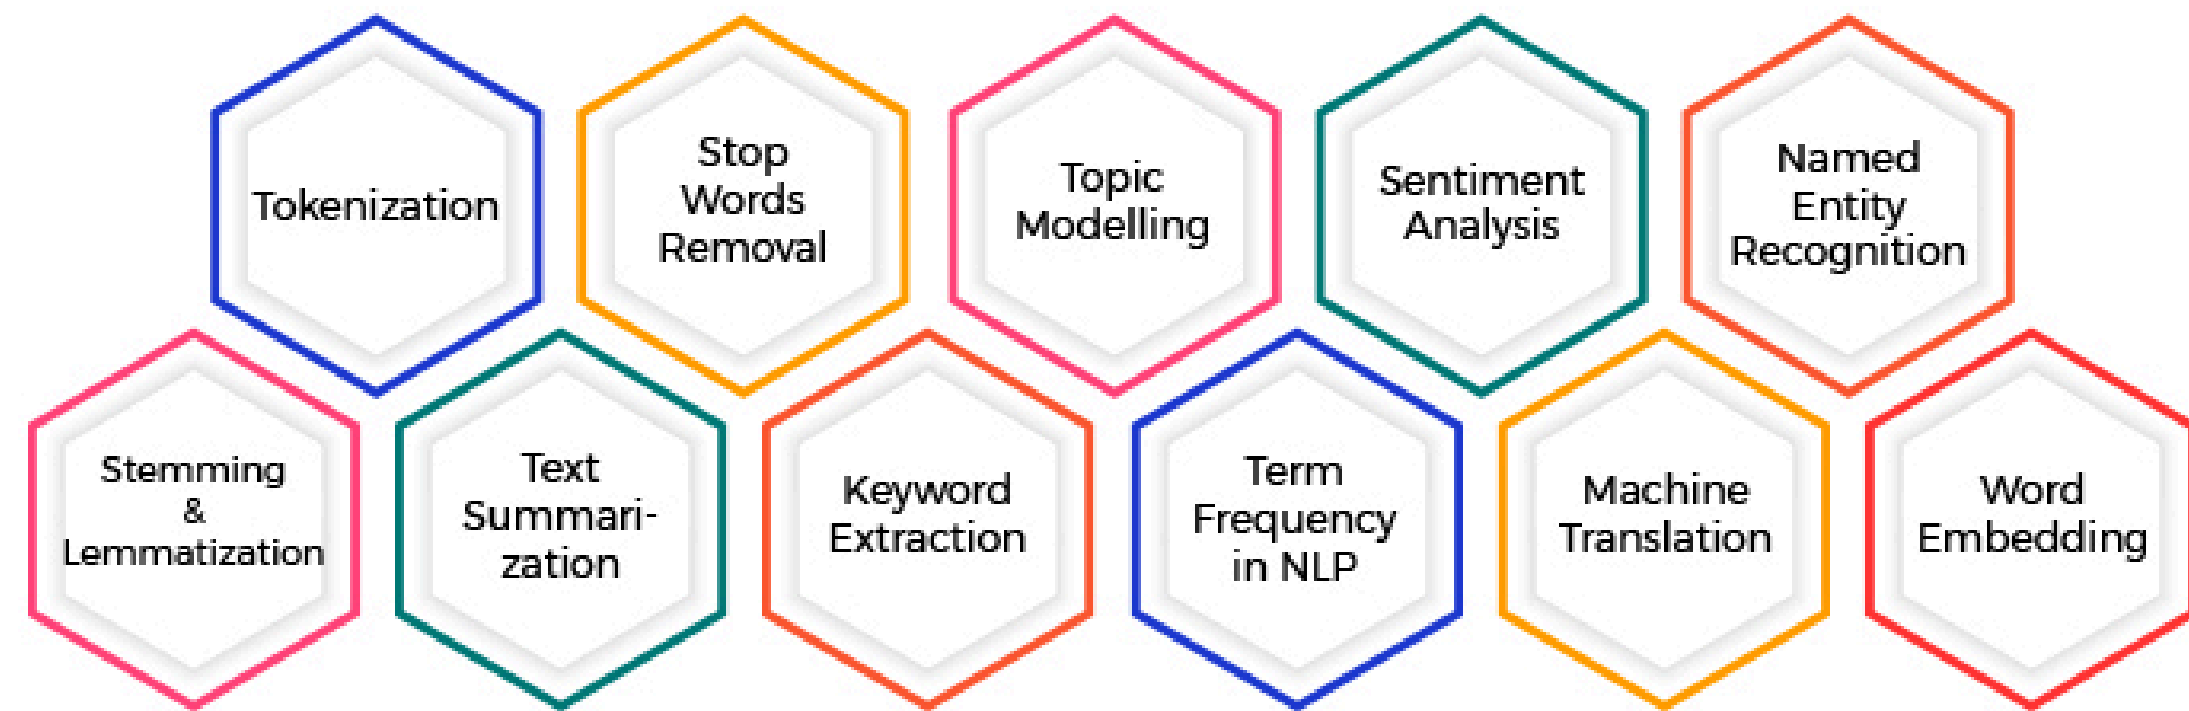 Tokenization
Stop
Words
Removal
Topic
Modelling
Sentiment
Analysis
Named
Entity
Recognition
Stemming
&
Lemmatization
Text
Summari-
zation
Keyword
Extraction
Term
Frequency
in NLP
Machine
Translation
Word
Embedding